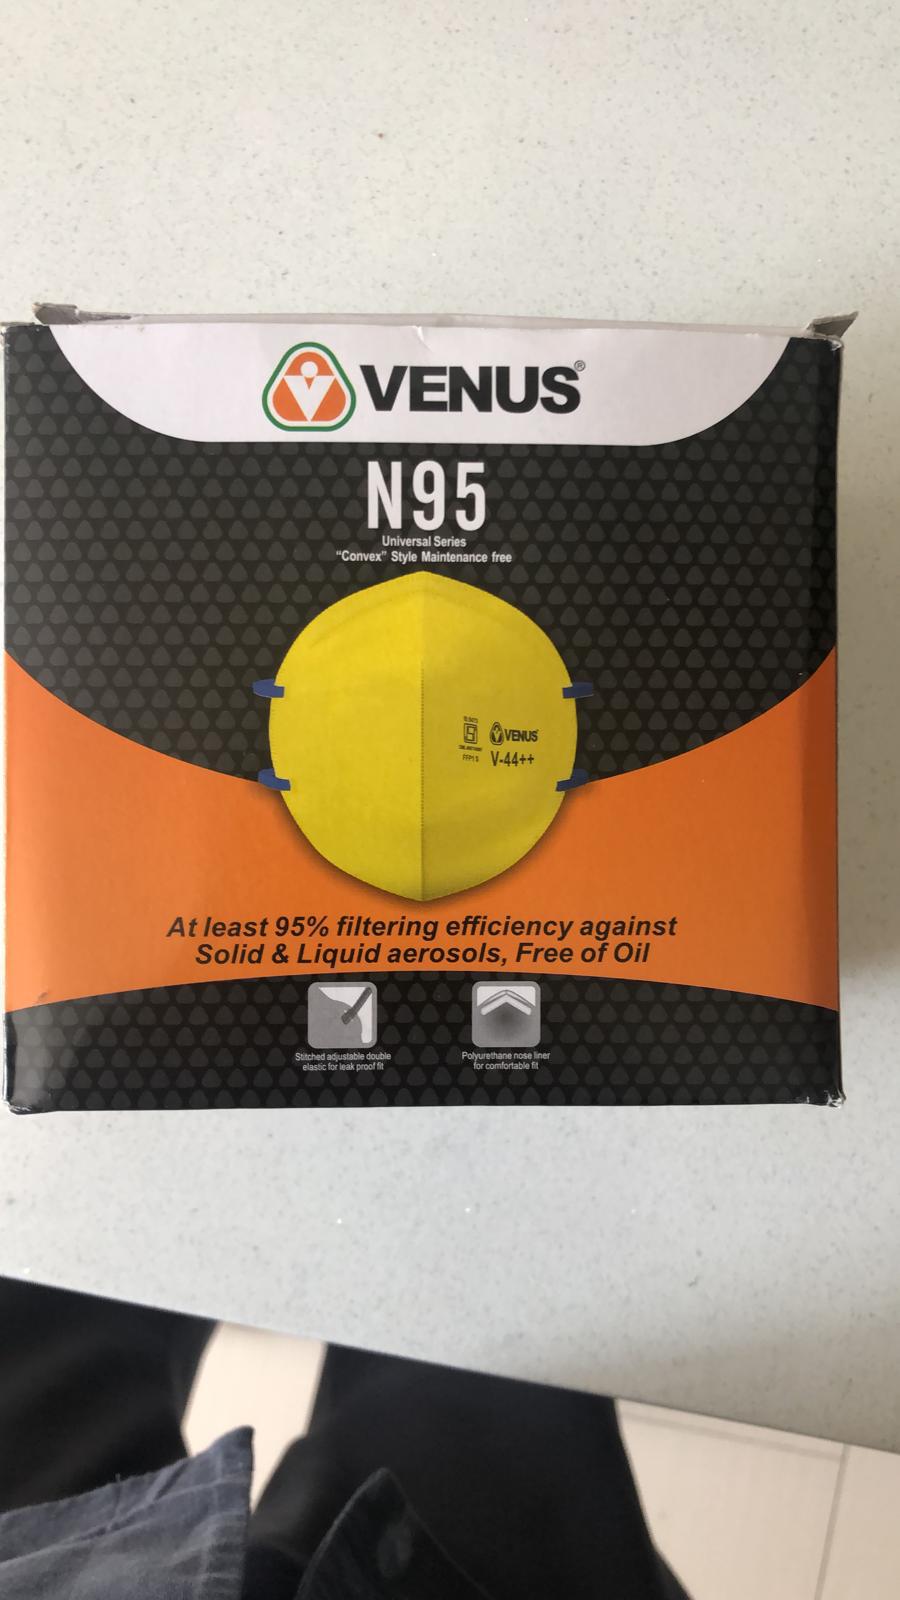 VENUS®
N95
Universal Series
"Convex" Style Maintenance free
VENUS
V-44++
FFP1 S
At least 95% filtering efficiency against
Solid & Liquid aerosols, Free of Oil
Stitched adjustable double
elastic for leak proof fit
Polyurethane nose liner
for comfortable fit